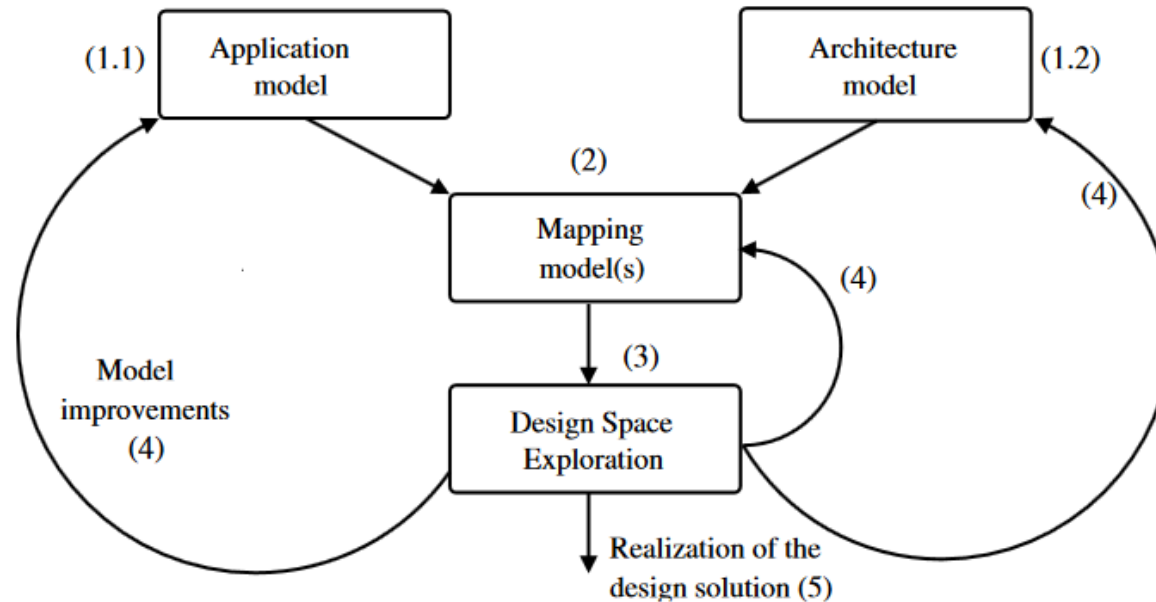 (1.1)
Application
model
Architecture
model
(1.2)
(2)
(4)
Mapping
model(s)
(4)
(3)
Model
improvements
(4)
Design Space
Exploration
Realization of the
design solution (5)